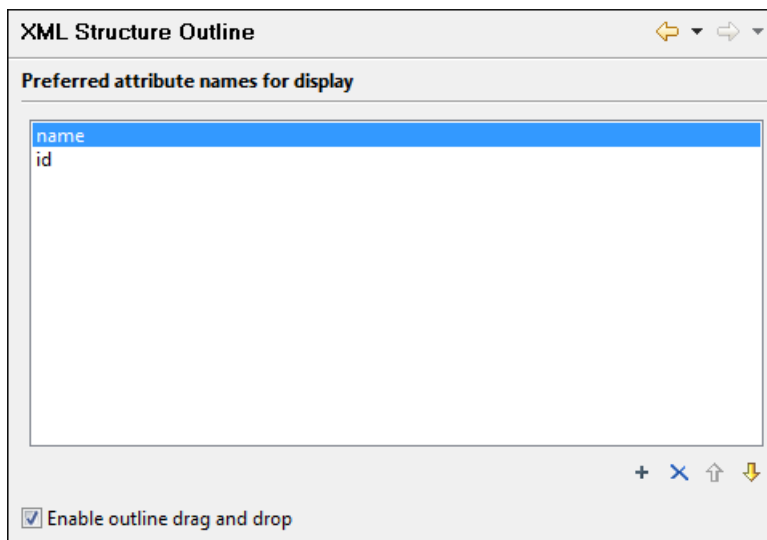 XML Structure Outline
Preferred attribute names for display
name
id
Enable outline drag and drop